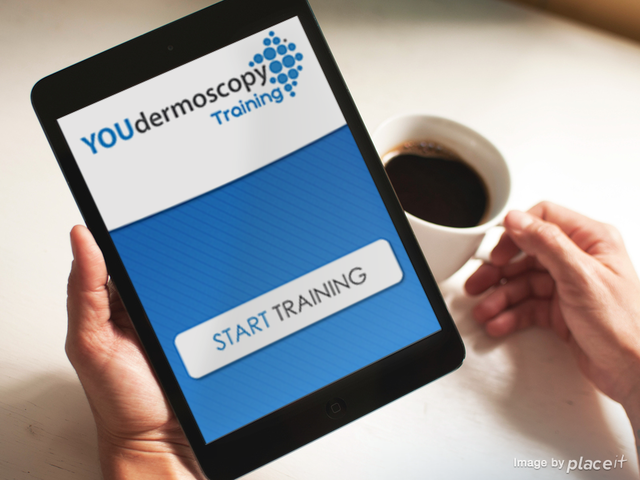 YOUdermoscopy
Training
START TRAINING
Image by placeit